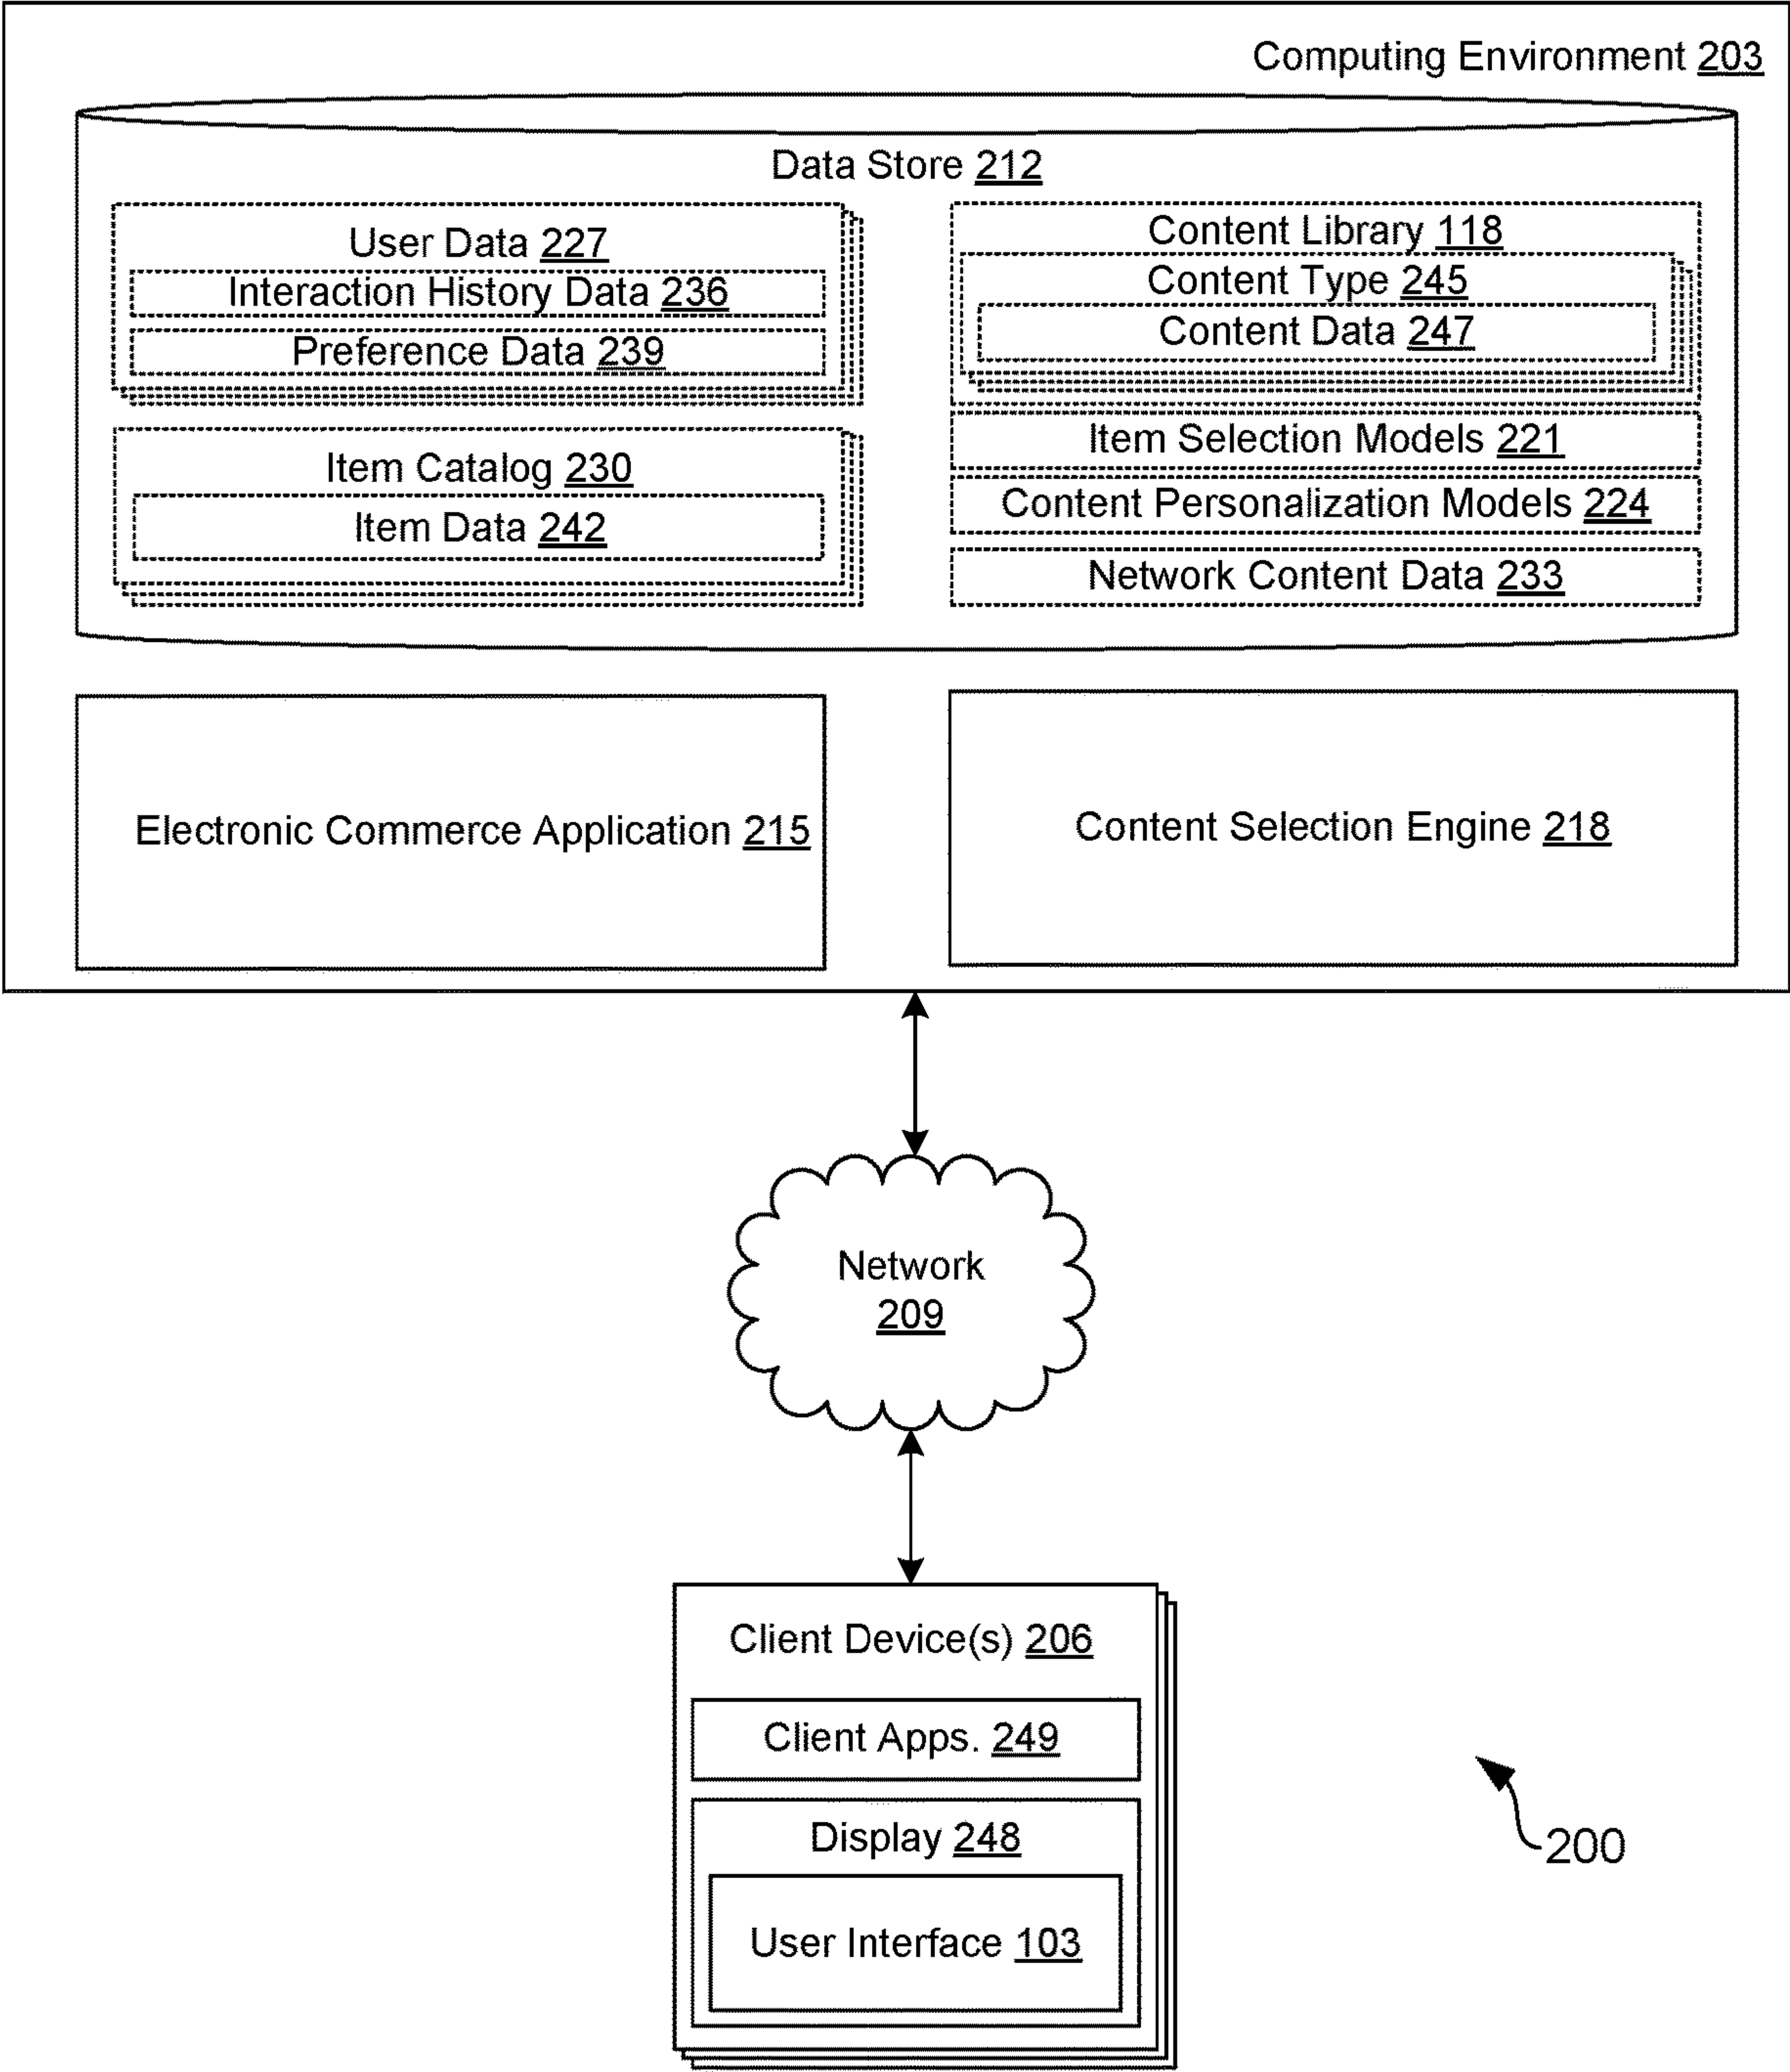 Computing Environment 203
Data Store 212
User Data 227
Interaction History Data 236
Preference Data 239
Item Catalog 230
Item Data 242
Content Library 118
Content Type 245
Content Data 247
Item Selection Models 221
Content Personalization Models 224
Network Content Data 233
Electronic Commerce Application 215
Content Selection Engine 218
Network
209
Client Device(s) 206
Client Apps. 249
Display 248
User Interface 103
200